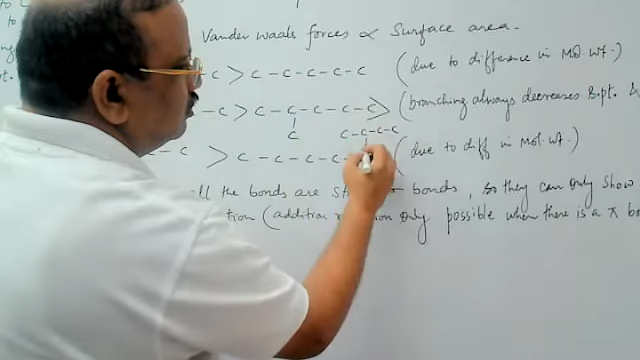 to
Vander waals forces ∝ Surface area.
C > C - C - C - C - C (due to difference in Mol. wt.)
- C > C - C - C - C - C > (branching always decreases B.pt. &
C
C - C - C - C
- C > C - C - C - C - (due to diff in Mol. wt.)
ll the bonds are bonds, so they can only show
tion (addition only possible when there is a π bo